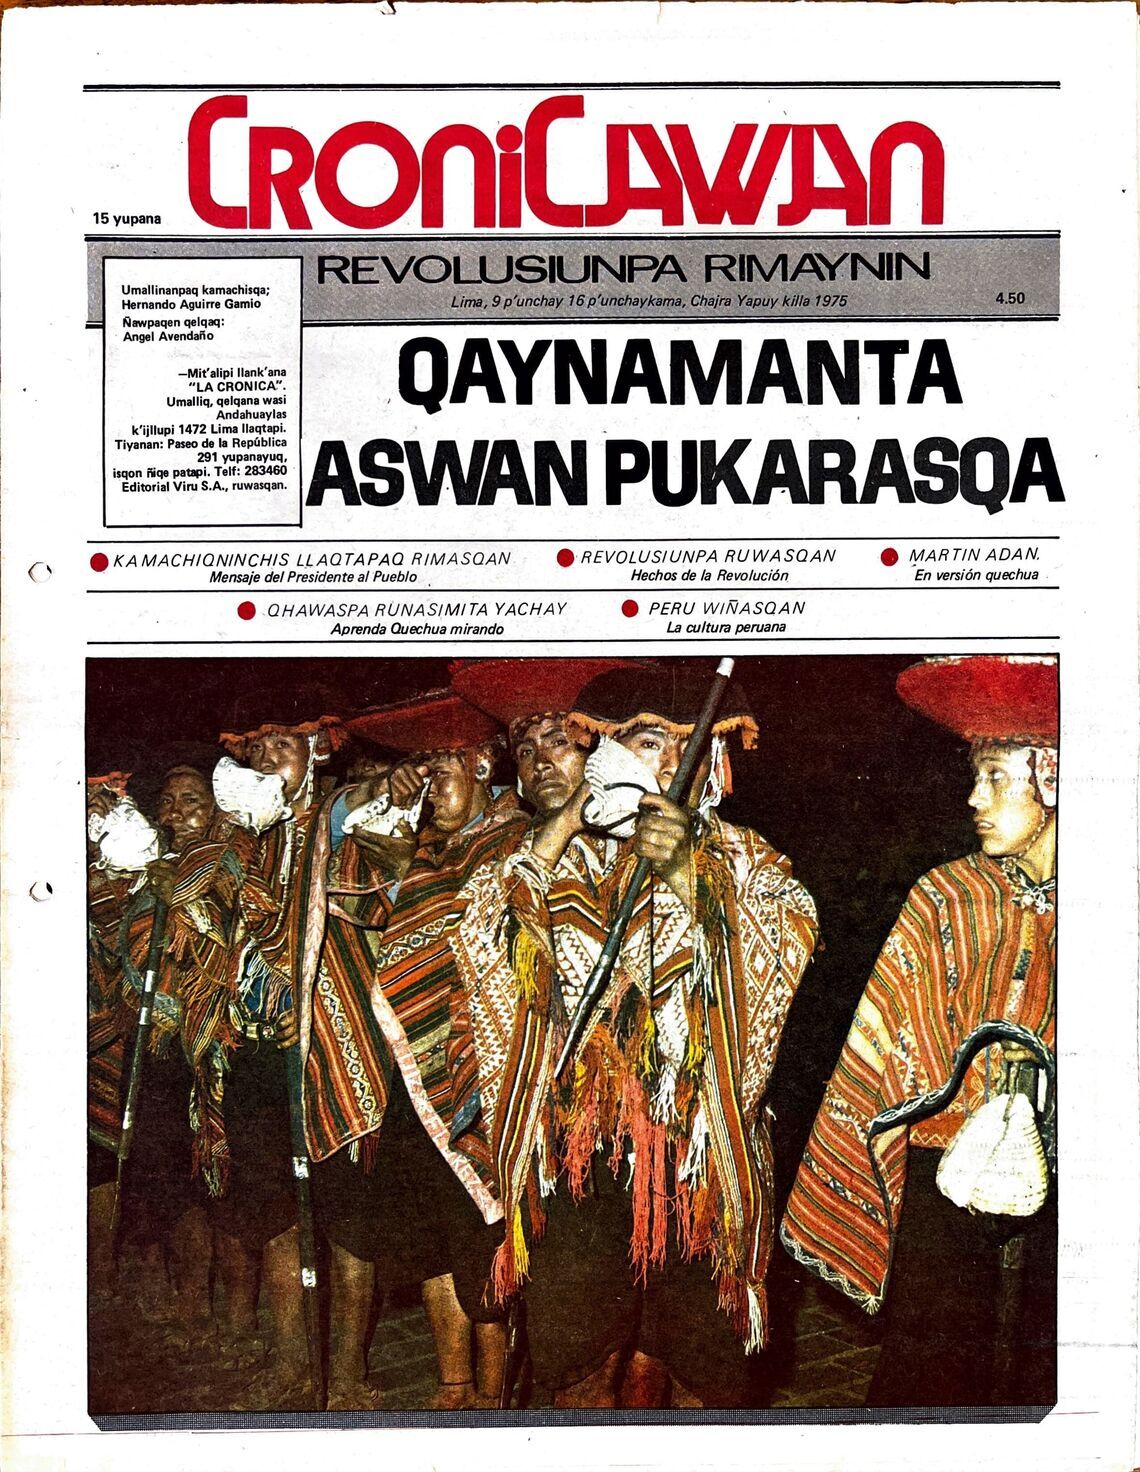 CRONICAWAN
15 yupana
REVOLUSIUNPA RIMAYNIN
Lima, 9 p'unchay 16 p'unchaykama, Chajra Yapuy killa 1975
4.50
Umallinanpaq kamachisqa;
Hernando Aguirre Gamio
Ñawpaqen qelqaq:
Angel Avendaño
—Mit'alipi llank'ana
"LA CRONICA".
Umalliq, qelqana wasi
Andahuaylas
k'ijllupi 1472 Lima llaqtapi.
Tiyanan: Paseo de la República
291 yupanayuq,
isqon ñiqe patapi. Telf: 283460
Editorial Viru S.A., ruwasqan.
QAYNAMANTA
ASWAN PUKARASQA
KAMACHIQNINCHIS LLAQTAPAQ RIMASQAN
Mensaje del Presidente al Pueblo
REVOLUSIUNPA RUWASQAN
Hechos de la Revolución
MARTIN ADAN.
En versión quechua
QHAWASPA RUNASIMITA YACHAY
Aprenda Quechua mirando
PERU WIÑASQAN
La cultura peruana